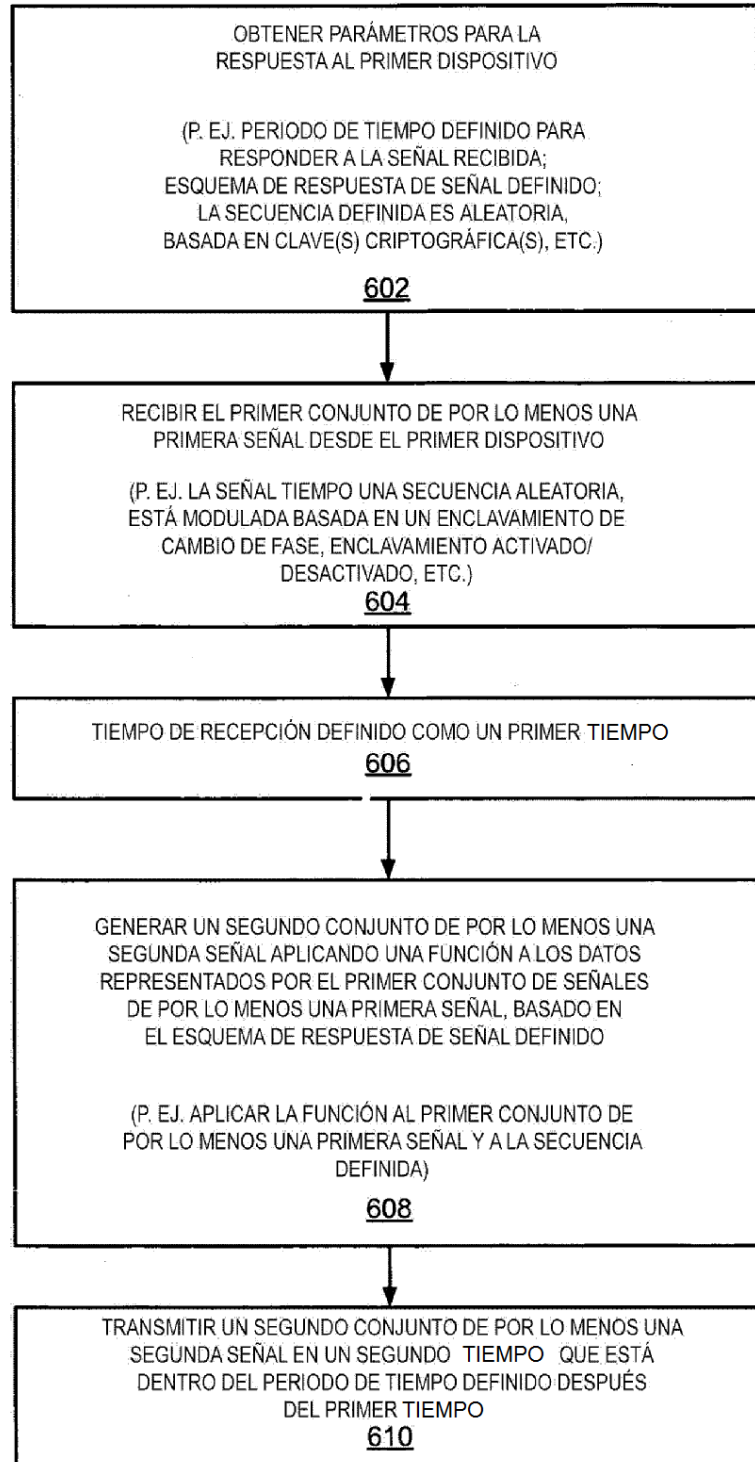 OBTENER PARÁMETROS PARA LA
RESPUESTA AL PRIMER DISPOSITIVO
(P. EJ. PERIODO DE TIEMPO DEFINIDO PARA
RESPONDER A LA SEÑAL RECIBIDA;
ESQUEMA DE RESPUESTA DE SEÑAL DEFINIDO;
LA SECUENCIA DEFINIDA ES ALEATORIA,
BASADA EN CLAVE(S) CRIPTOGRÁFICA(S), ETC.)
602
RECIBIR EL PRIMER CONJUNTO DE POR LO MENOS UNA
PRIMERA SEÑAL DESDE EL PRIMER DISPOSITIVO
(P. EJ. LA SEÑAL TIEMPO UNA SECUENCIA ALEATORIA,
ESTÁ MODULADA BASADA EN UN ENCLAVAMIENTO DE
CAMBIO DE FASE, ENCLAVAMIENTO ACTIVADO/
DESACTIVADO, ETC.)
604
TIEMPO DE RECEPCIÓN DEFINIDO COMO UN PRIMER TIEMPO
606
GENERAR UN SEGUNDO CONJUNTO DE POR LO MENOS UNA
SEGUNDA SEÑAL APLICANDO UNA FUNCIÓN A LOS DATOS
REPRESENTADOS POR EL PRIMER CONJUNTO DE SEÑALES
DE POR LO MENOS UNA PRIMERA SEÑAL, BASADO EN
EL ESQUEMA DE RESPUESTA DE SEÑAL DEFINIDO
(P. EJ. APLICAR LA FUNCIÓN AL PRIMER CONJUNTO DE
POR LO MENOS UNA PRIMERA SEÑAL Y A LA SECUENCIA
DEFINIDA)
608
TRANSMITIR UN SEGUNDO CONJUNTO DE POR LO MENOS UNA
SEGUNDA SEÑAL EN UN SEGUNDO TIEMPO QUE ESTÁ
DENTRO DEL PERIODO DE TIEMPO DEFINIDO DESPUÉS
DEL PRIMER TIEMPO
610